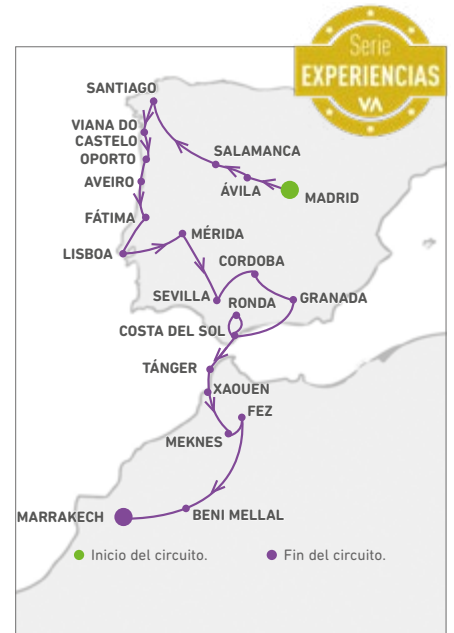 Serie
EXPERIENCIAS
VA
SANTIAGO
VIANA DO
CASTELO
OPORTO
AVEIRO
FÁTIMA
LISBOA
SALAMANCA
ÁVILA
MADRID
MÉRIDA
CORDOBA
SEVILLA
RONDA
GRANADA
COSTA DEL SOL
TÁNGER
XAOUEN
FEZ
MEKNES
MARRAKECH
BENI MELLAL
Inicio del circuito.
Fin del circuito.